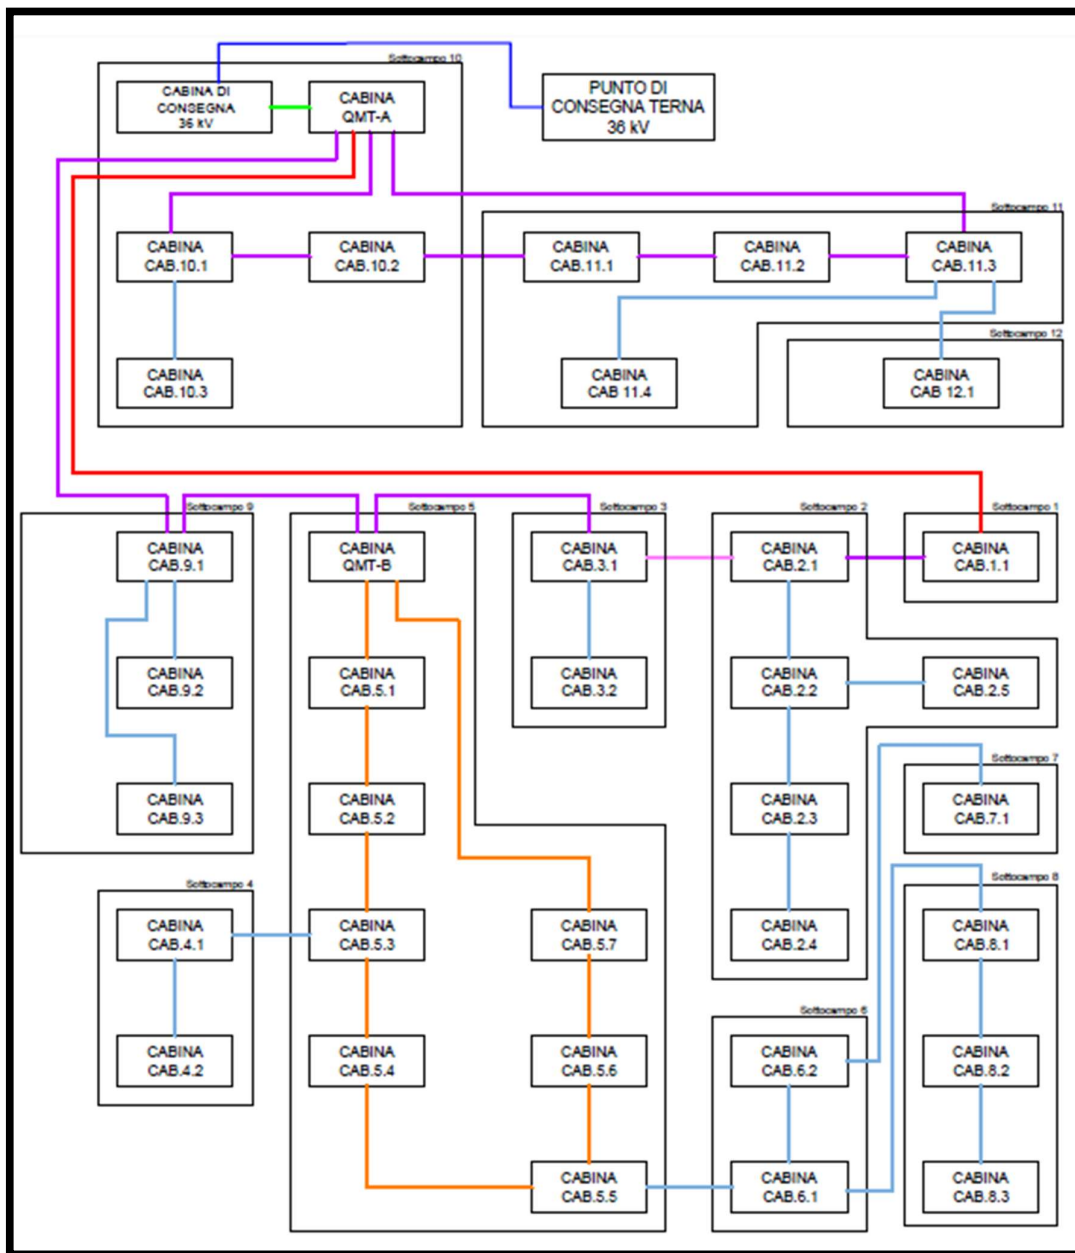 Sottocampo 10
CABINA DI
CONSEGNA
36 kV
CABINA
QMT-A
PUNTO DI
CONSEGNA TERNA
36 kV
Sottocampo 11
CABINA
CAB.10.1
CABINA
CAB.10.2
CABINA
CAB.11.1
CABINA
CAB.11.2
CABINA
CAB.11.3
Sottocampo 12
CABINA
CAB.10.3
CABINA
CAB 11.4
CABINA
CAB 12.1
Sottocampo 9
Sottocampo 5
Sottocampo 3
Sottocampo 2
Sottocampo 1
CABINA
CAB.9.1
CABINA
QMT-B
CABINA
CAB.3.1
CABINA
CAB.2.1
CABINA
CAB.1.1
CABINA
CAB.9.2
CABINA
CAB.5.1
CABINA
CAB.3.2
CABINA
CAB.2.2
CABINA
CAB.2.5
Sottocampo 7
CABINA
CAB.9.3
CABINA
CAB.5.2
CABINA
CAB.2.3
CABINA
CAB.7.1
Sottocampo 4
Sottocampo 8
CABINA
CAB.4.1
CABINA
CAB.5.3
CABINA
CAB.5.7
CABINA
CAB.2.4
CABINA
CAB.8.1
Sottocampo 6
CABINA
CAB.4.2
CABINA
CAB.5.4
CABINA
CAB.5.6
CABINA
CAB.6.2
CABINA
CAB.8.2
CABINA
CAB.5.5
CABINA
CAB.6.1
CABINA
CAB.8.3